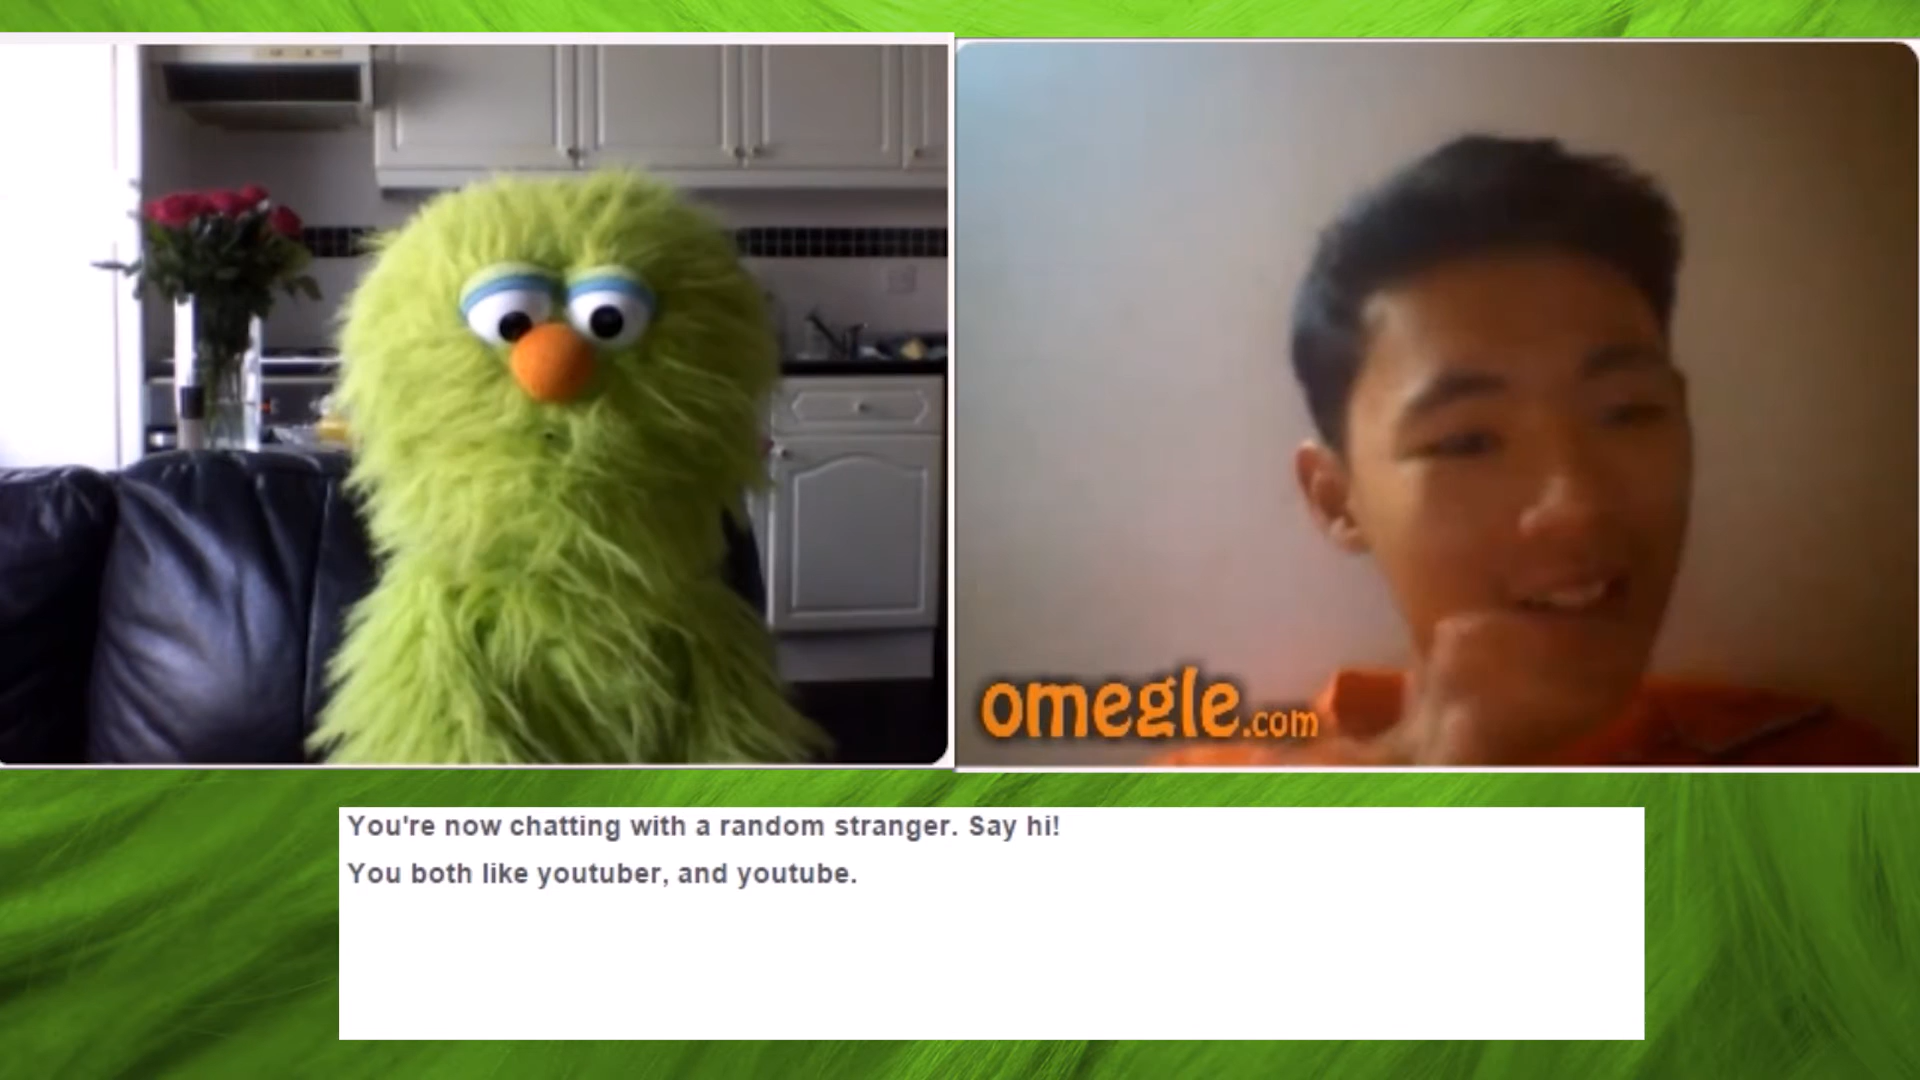 omegle.com
You're now chatting with a random stranger. Say hi!
You both like youtuber, and youtube.